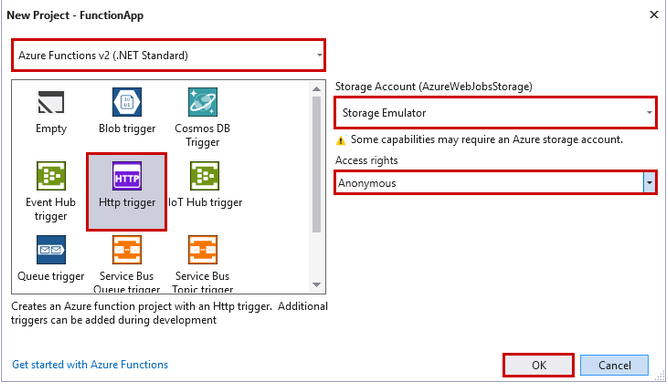 New Project - FunctionApp
Azure Functions v2 (.NET Standard)
Empty
Blob trigger
Cosmos DB
Trigger
Event Hub
trigger
HTTP
Http trigger
IoT Hub trigger
Queue trigger
Service Bus
Queue trigger
Service Bus
Topic trigger
Creates an Azure function project with an Http trigger. Additional
triggers can be added during development
Get started with Azure Functions
Storage Account (AzureWebJobsStorage)
Storage Emulator
Some capabilities may require an Azure storage account.
Access rights
Anonymous
OK
Cancel